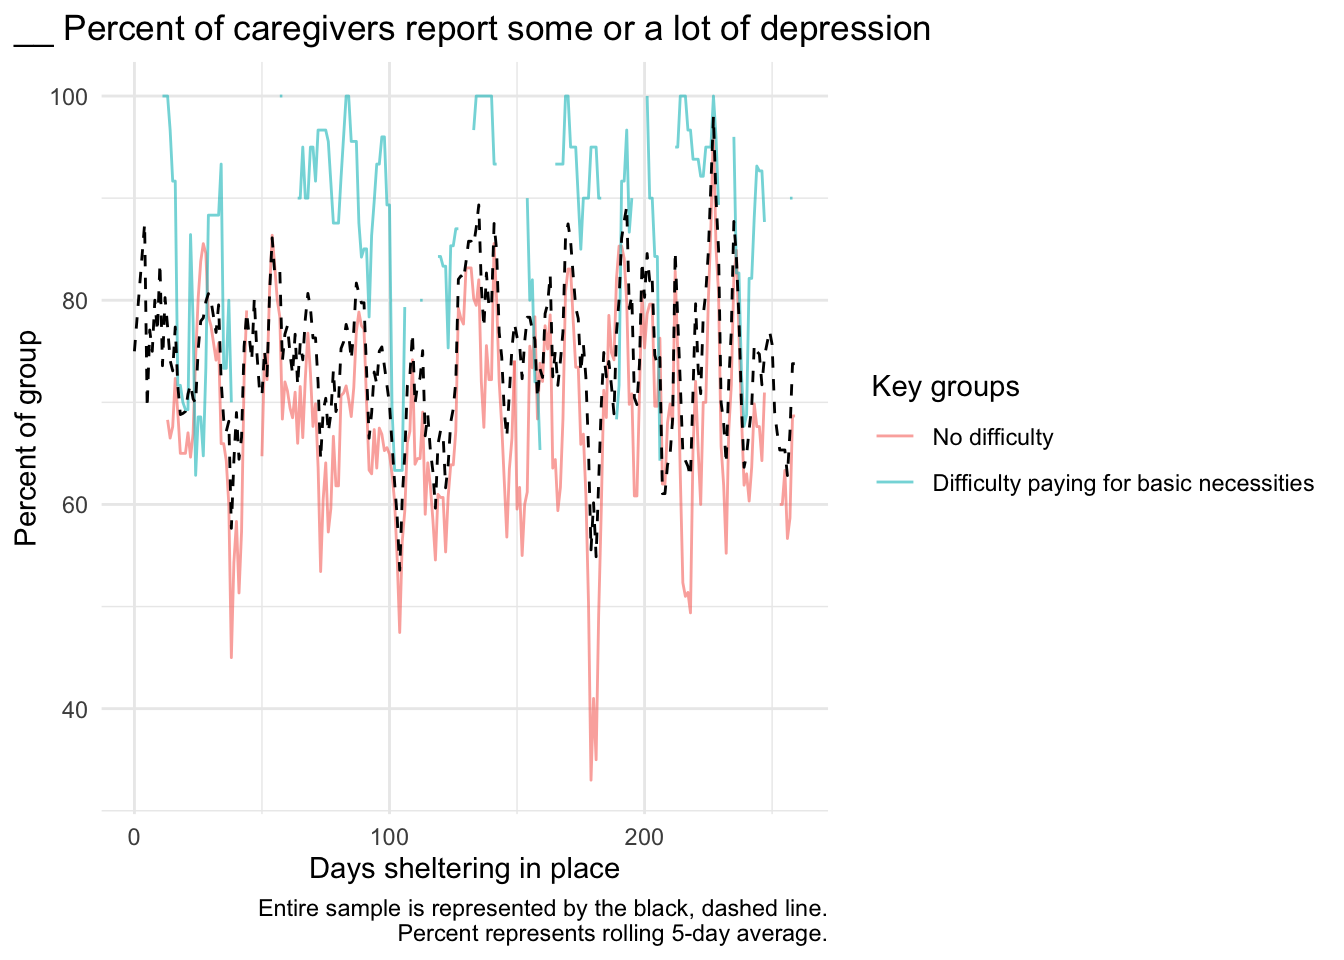 __ Percent of caregivers report some or a lot of depression
100
80
60
40
Percent of group
0
100
200
Days sheltering in place
Key groups
No difficulty
Difficulty paying for basic necessities
Entire sample is represented by the black, dashed line.
Percent represents rolling 5-day average.